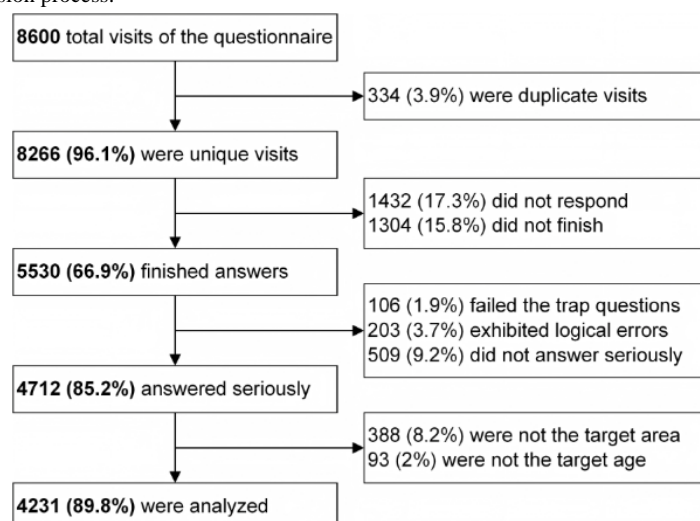 sion process.
8600 total visits of the questionnaire
334 (3.9%) were duplicate visits
8266 (96.1%) were unique visits
1432 (17.3%) did not respond
1304 (15.8%) did not finish
5530 (66.9%) finished answers
106 (1.9%) failed the trap questions
203 (3.7%) exhibited logical errors
509 (9.2%) did not answer seriously
4712 (85.2%) answered seriously
388 (8.2%) were not the target area
93 (2%) were not the target age
4231 (89.8%) were analyzed